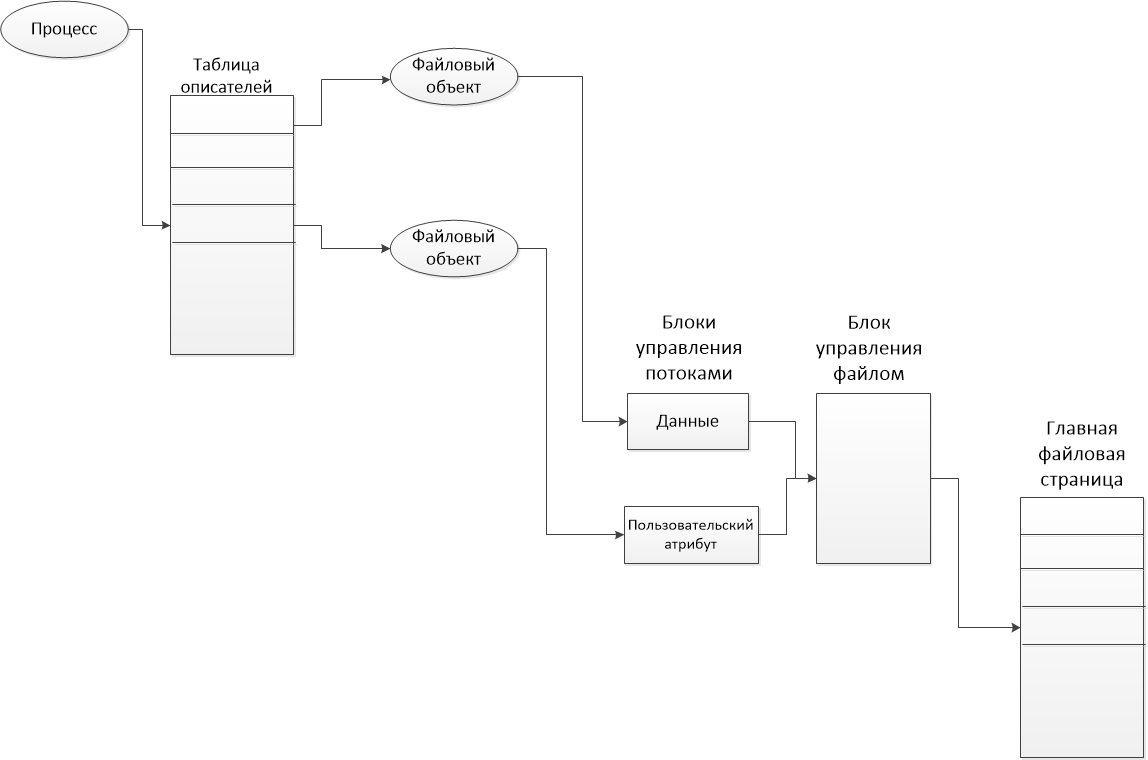 Процесс
Таблица
описателей
Файловый
объект
Файловый
объект
Блоки
управления
потоками
Блок
управления
файлом
Данные
Главная
файловая
страница
Пользовательский
атрибут